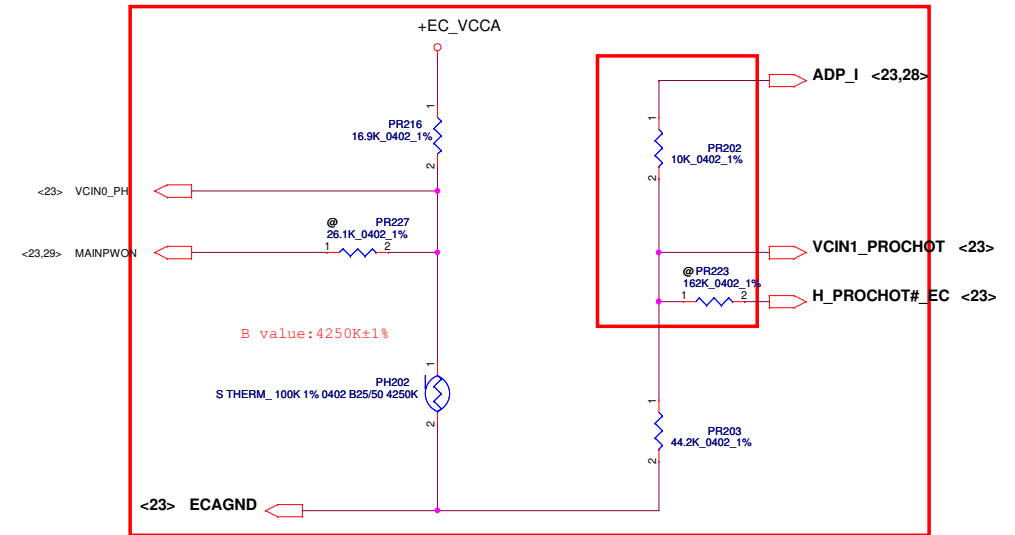 +EC_VCCA
ADP_I <23,28>
1
PR216
16.9K_0402_1%
2
1
PR202
10K_0402_1%
2
<23> VCIN0_PH
@ PR227
26.1K_0402_1%
1 2
<23,29> MAINPWON
VCIN1_PROCHOT <23>
@ PR223
162K_0402_1%
1 2
H_PROCHOT#_EC <23>
B value:4250K±1%
1
PH202
S THERM_ 100K 1% 0402 B25/50 4250K
2
1
PR203
44.2K_0402_1%
2
<23> ECAGND